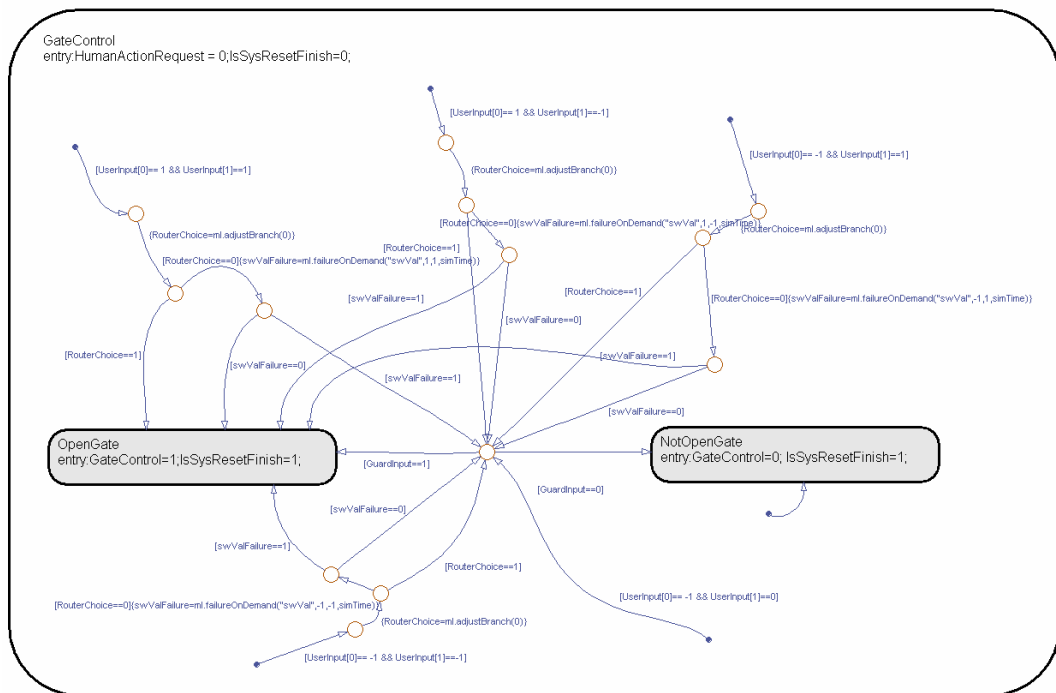 GateControl
entry:HumanActionRequest = 0;IsSysResetFinish=0;
[UserInput[0]== 1 && UserInput[1]==-1]
[UserInput[0]== -1 && UserInput[1]==1]
[UserInput[0]== 1 && UserInput[1]==1]
{RouterChoice=ml.adjustBranch(0)}
[RouterChoice==0]{swValFailure=ml.failureOnDemand("swVal",1,-1,simTime)}
{RouterChoice=ml.adjustBranch(0)}
{RouterChoice=ml.adjustBranch(0)}
[RouterChoice==1]
[RouterChoice==0]{swValFailure=ml.failureOnDemand("swVal",1,1,simTime)}
[RouterChoice==1]
[swValFailure==1]
[RouterChoice==0]{swValFailure=ml.failureOnDemand("swVal",-1,1,simTime)}
[swValFailure==0]
[RouterChoice==1]
[swValFailure==0]
[swValFailure==1]
[swValFailure==1]
[swValFailure==0]
OpenGate
entry:GateControl=1;IsSysResetFinish=1;
NotOpenGate
entry:GateControl=0; IsSysResetFinish=1;
[GuardInput==1]
[GuardInput==0]
[swValFailure==0]
[swValFailure==1]
[RouterChoice==1]
[RouterChoice==0]{swValFailure=ml.failureOnDemand("swVal",-1,-1,simTime)}
[UserInput[0]== -1 && UserInput[1]==0]
{RouterChoice=ml.adjustBranch(0)}
[UserInput[0]== -1 && UserInput[1]==-1]